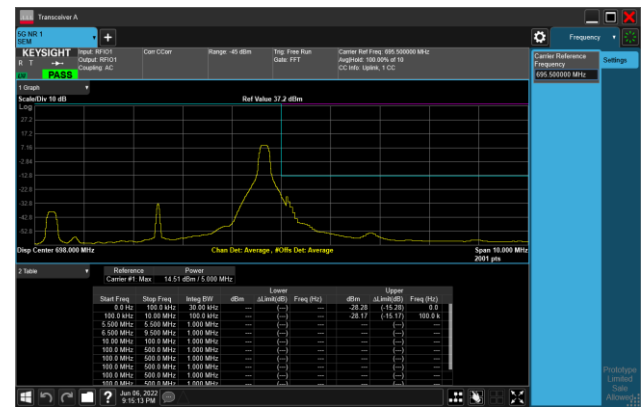 Transceiver A
5G NR 1
SEM
Frequency
KEYSIGHT
R T
PASS
Input: RFIO1
Output: RFIO1
Coupling: AC
Corr CCorr
Range: -45 dBm
Trig: Free Run
Gate: FFT
Carrier Ref Freq: 695.500000 MHz
Avg|Hold: 100.00% of 10
CC Info: Uplink, 1 CC
Carrier Reference
Frequency
695.500000 MHz
Settings
1 Graph
Scale/Div 10 dB
Ref Value 37.2 dBm
Log
27.2
17.2
7.16
-2.84
-12.8
-22.8
-32.8
-42.8
-52.8
Disp Center 698.000 MHz
Chan Det: Average, #Offs Det: Average
Span 10.000 MHz
2001 pts
2 Table
Reference Power
Carrier #1: Max 14.51 dBm / 5.000 MHz
Lower Upper
Start Freq Stop Freq Integ BW dBm ΔLimit(dB) Freq (Hz) dBm ΔLimit(dB) Freq (Hz)
0.0 Hz 100.0 kHz 30.00 kHz --- (---) --- -28.28 (-15.28) 0.0
100.0 kHz 10.00 MHz 100.0 kHz --- (---) --- -28.17 (-15.17) 100.0 k
5.500 MHz 5.500 MHz 1.000 MHz --- (---) --- --- (---) ---
6.500 MHz 9.500 MHz 1.000 MHz --- (---) --- --- (---) ---
10.00 MHz 100.0 MHz 1.000 MHz --- (---) --- --- (---) ---
100.0 MHz 500.0 MHz 1.000 MHz --- (---) --- --- (---) ---
100.0 MHz 500.0 MHz 1.000 MHz --- (---) --- --- (---) ---
100.0 MHz 500.0 MHz 1.000 MHz --- (---) --- --- (---) ---
100.0 MHz 500.0 MHz 1.000 MHz --- (---) --- --- (---) ---
Jun 06, 2022
9:15:13 PM
Prototype
Limited
Sale
Allowed